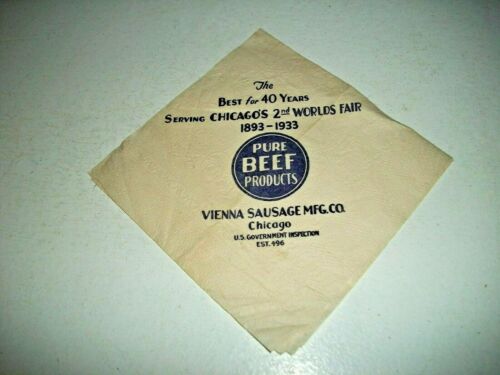 The
BEST for 40 YEARS
SERVING CHICAGO'S 2nd WORLDS FAIR
1893-1933
PURE
BEEF
PRODUCTS
VIENNA SAUSAGE MFG. CO.
Chicago
U.S. GOVERNMENT INSPECTION
EST. 496